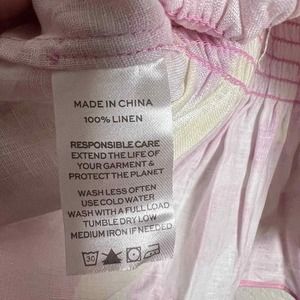 MADE IN CHINA
100% LINEN
RESPONSIBLE CARE
EXTEND THE LIFE OF
YOUR GARMENT &
PROTECT THE PLANET
WASH LESS OFTEN
USE COLD WATER
WASH WITH A FULL LOAD
TUMBLE DRY LOW
MEDIUM IRON IF NEEDED
30